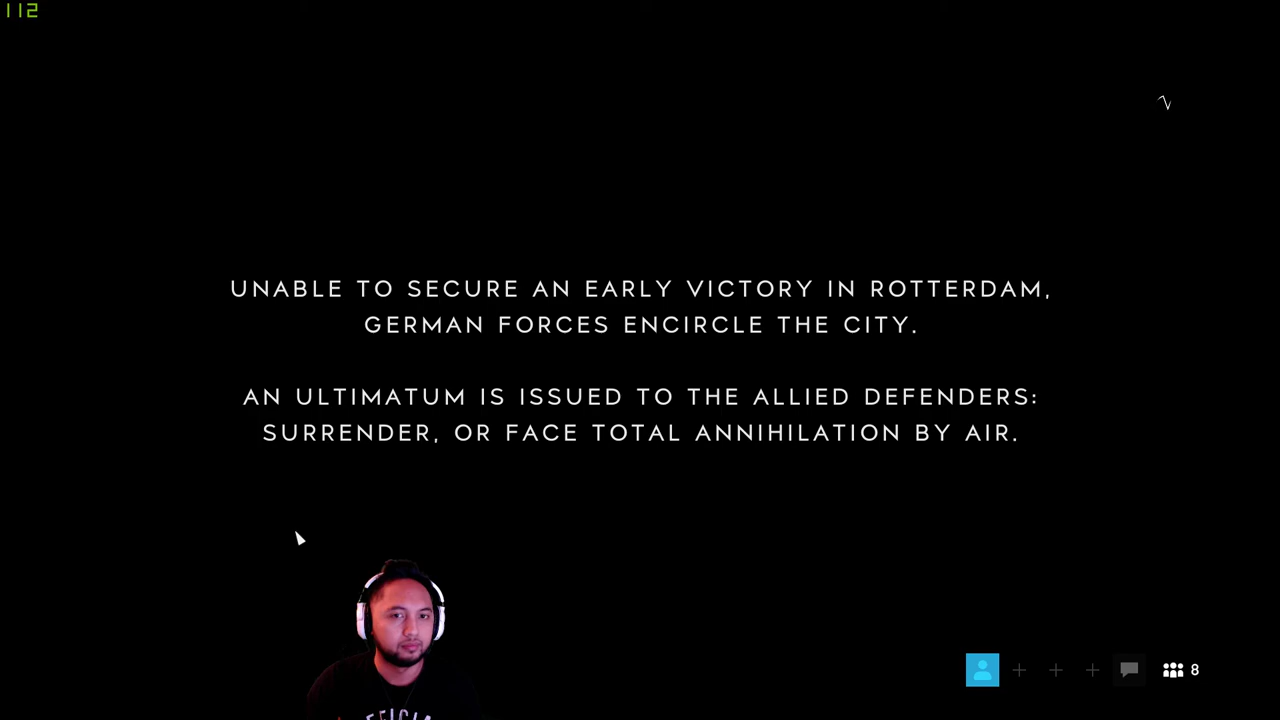 112
UNABLE TO SECURE AN EARLY VICTORY IN ROTTERDAM,
GERMAN FORCES ENCIRCLE THE CITY.
AN ULTIMATUM IS ISSUED TO THE ALLIED DEFENDERS:
SURRENDER, OR FACE TOTAL ANNIHILATION BY AIR.
8